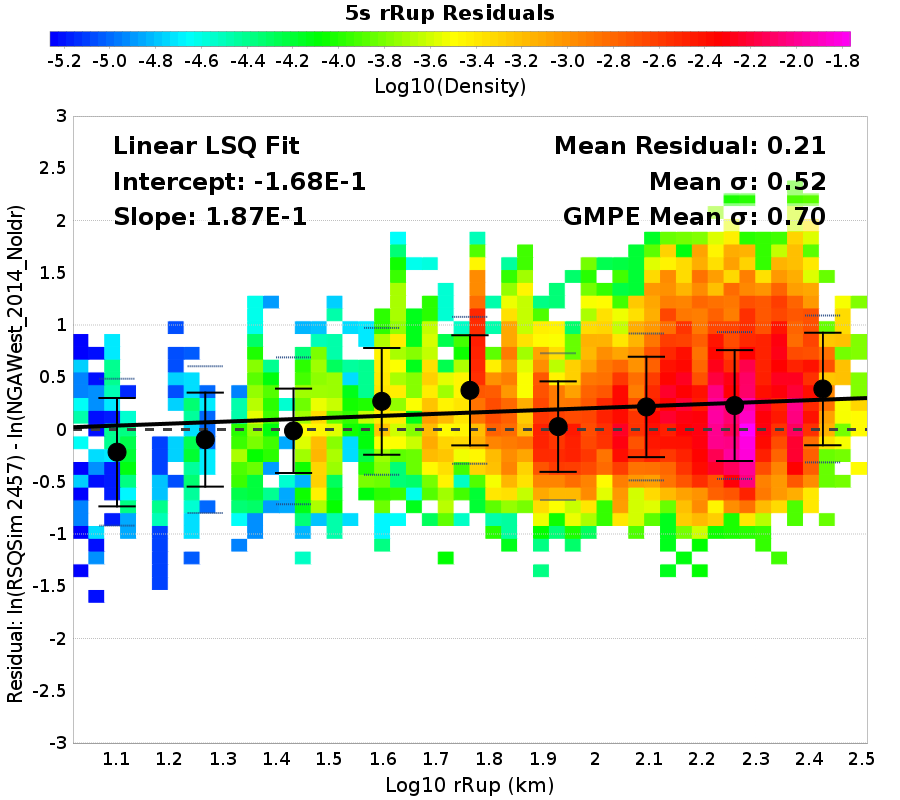 5s rRup Residuals
-5.2 -5.0 -4.8 -4.6 -4.4 -4.2 -4.0 -3.8 -3.6 -3.4 -3.2 -3.0 -2.8 -2.6 -2.4 -2.2 -2.0 -1.8
Log10(Density)
Linear LSQ Fit
Intercept: -1.68E-1
Slope: 1.87E-1
Mean Residual: 0.21
Mean σ: 0.52
GMPE Mean σ: 0.70
Residual: ln(RSQSim 2457) - ln(NGAWest_2014_NoIdr)
3
2.5
2
1.5
1
0.5
0
-0.5
-1
-1.5
-2
-2.5
-3
1.1 1.2 1.3 1.4 1.5 1.6 1.7 1.8 1.9 2 2.1 2.2 2.3 2.4 2.5
Log10 rRup (km)